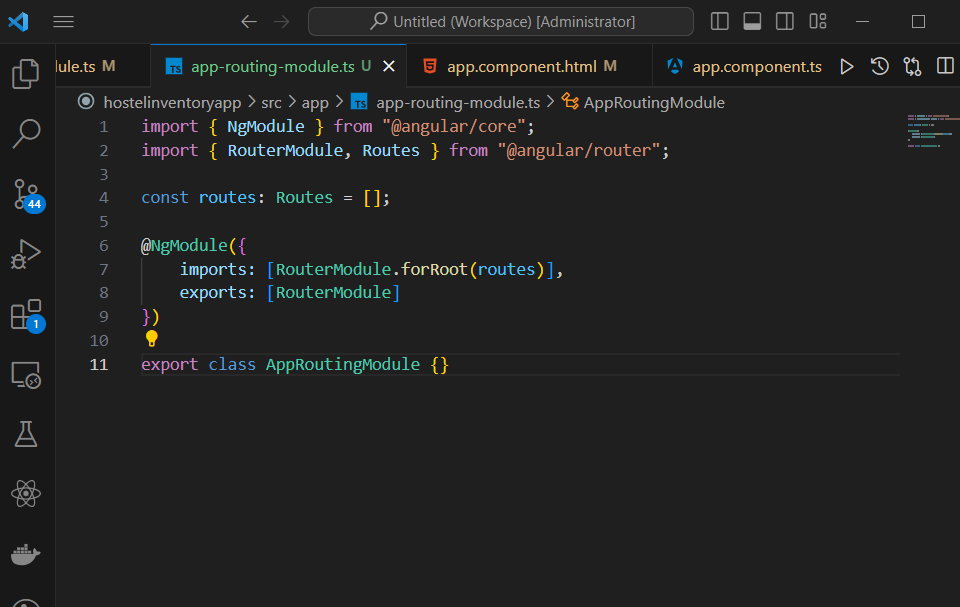 Untitled (Workspace) [Administrator]
lule.ts M
TS app-routing-module.ts U
app.component.html M
app.component.ts
hostelinventoryapp > src > app > TS app-routing-module.ts > AppRoutingModule
1 import { NgModule } from "@angular/core";
2 import { RouterModule, Routes } from "@angular/router";
3
4 const routes: Routes = [];
5
6 @NgModule({
7 imports: [RouterModule.forRoot(routes)],
8 exports: [RouterModule]
9 })
10
11 export class AppRoutingModule {}
44
1